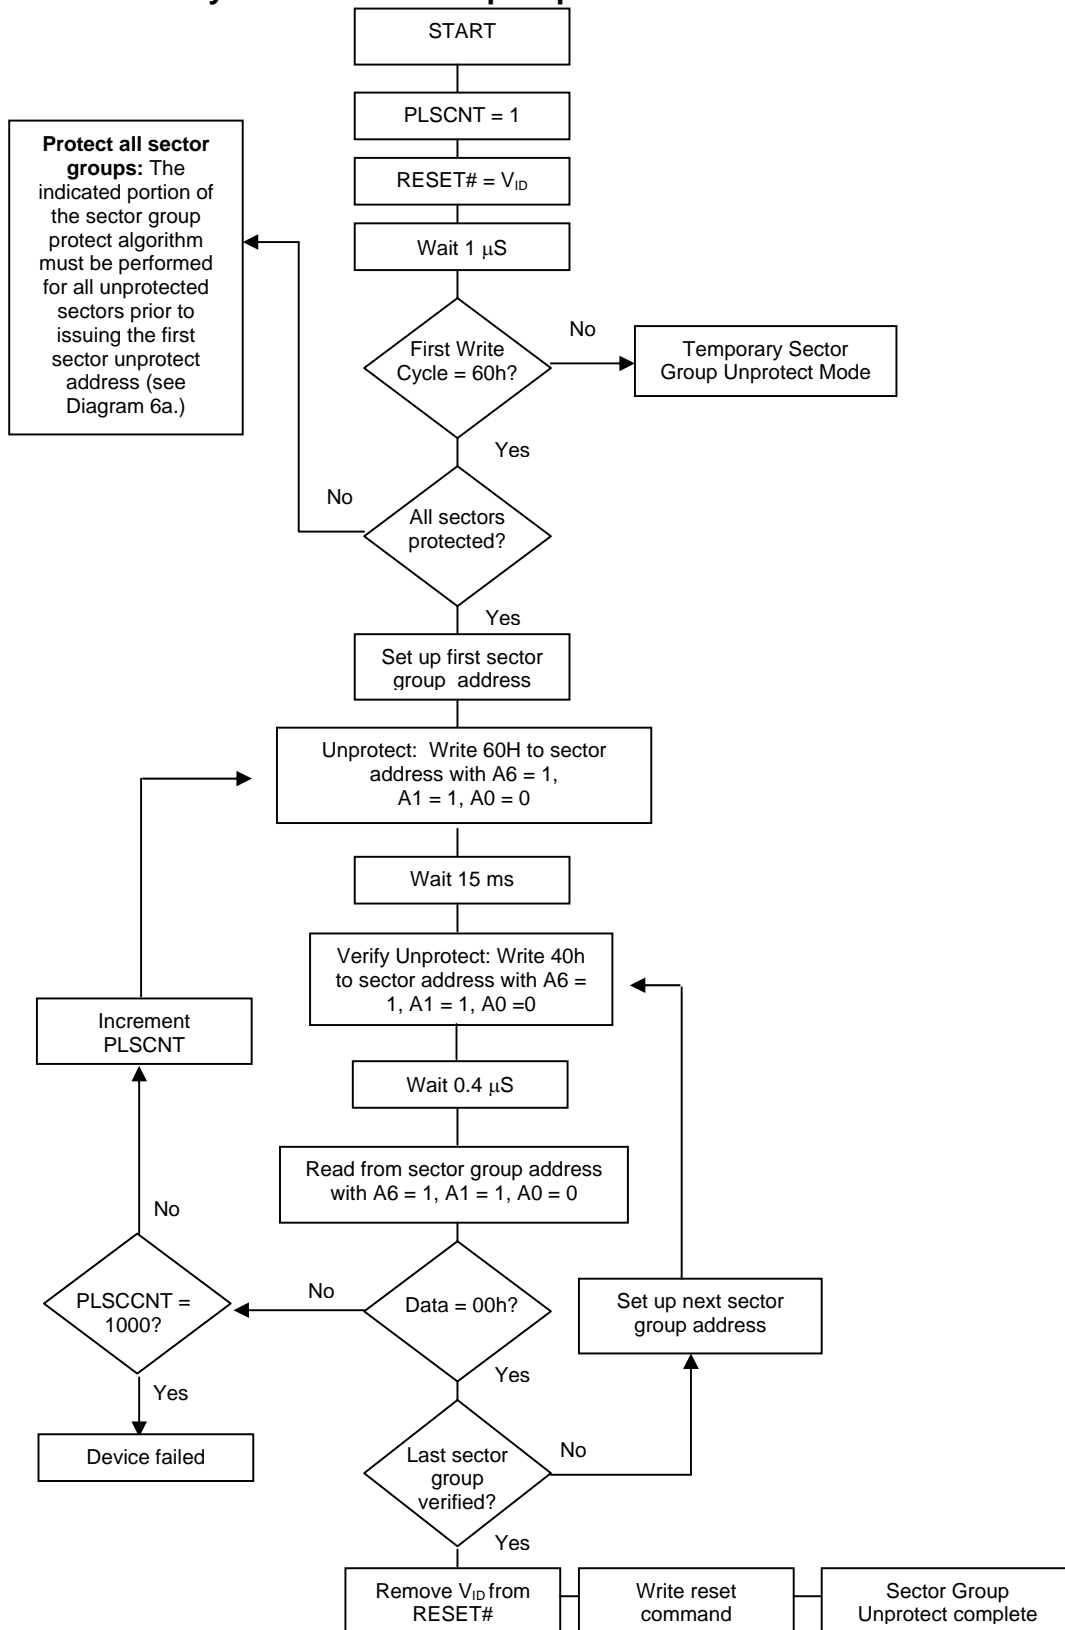 START
PLSCNT = 1
RESET# = VID
Wait 1 μS
Protect all sector
groups: The
indicated portion of
the sector group
protect algorithm
must be performed
for all unprotected
sectors prior to
issuing the first
sector unprotect
address (see
Diagram 6a.)
First Write
Cycle = 60h?
No
Temporary Sector
Group Unprotect Mode
Yes
No
All sectors
protected?
Yes
Set up first sector
group address
Unprotect: Write 60H to sector
address with A6 = 1,
A1 = 1, A0 = 0
Wait 15 ms
Verify Unprotect: Write 40h
to sector address with A6 =
1, A1 = 1, A0 =0
Increment
PLSCNT
Wait 0.4 μS
Read from sector group address
with A6 = 1, A1 = 1, A0 = 0
No
PLSCCNT =
1000?
No
Data = 00h?
Set up next sector
group address
Yes
Yes
Device failed
Last sector
group
verified?
No
Yes
Remove VID from
RESET#
Write reset
command
Sector Group
Unprotect complete